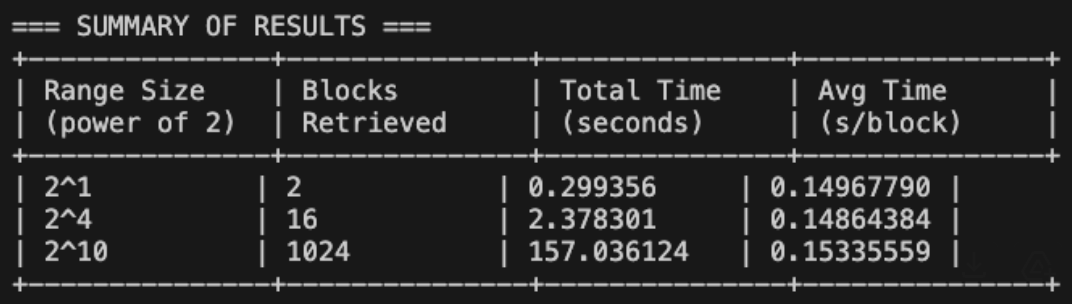 === SUMMARY OF RESULTS ===
+---------------+---------------+---------------+---------------+
| Range Size    | Blocks        | Total Time    | Avg Time      |
| (power of 2)  | Retrieved     | (seconds)     | (s/block)     |
+---------------+---------------+---------------+---------------+
| 2^1          | 2            | 0.299356     | 0.14967790 |
| 2^4          | 16           | 2.378301     | 0.14864384 |
| 2^10         | 1024         | 157.036124   | 0.15335559 |
+---------------+---------------+---------------+---------------+